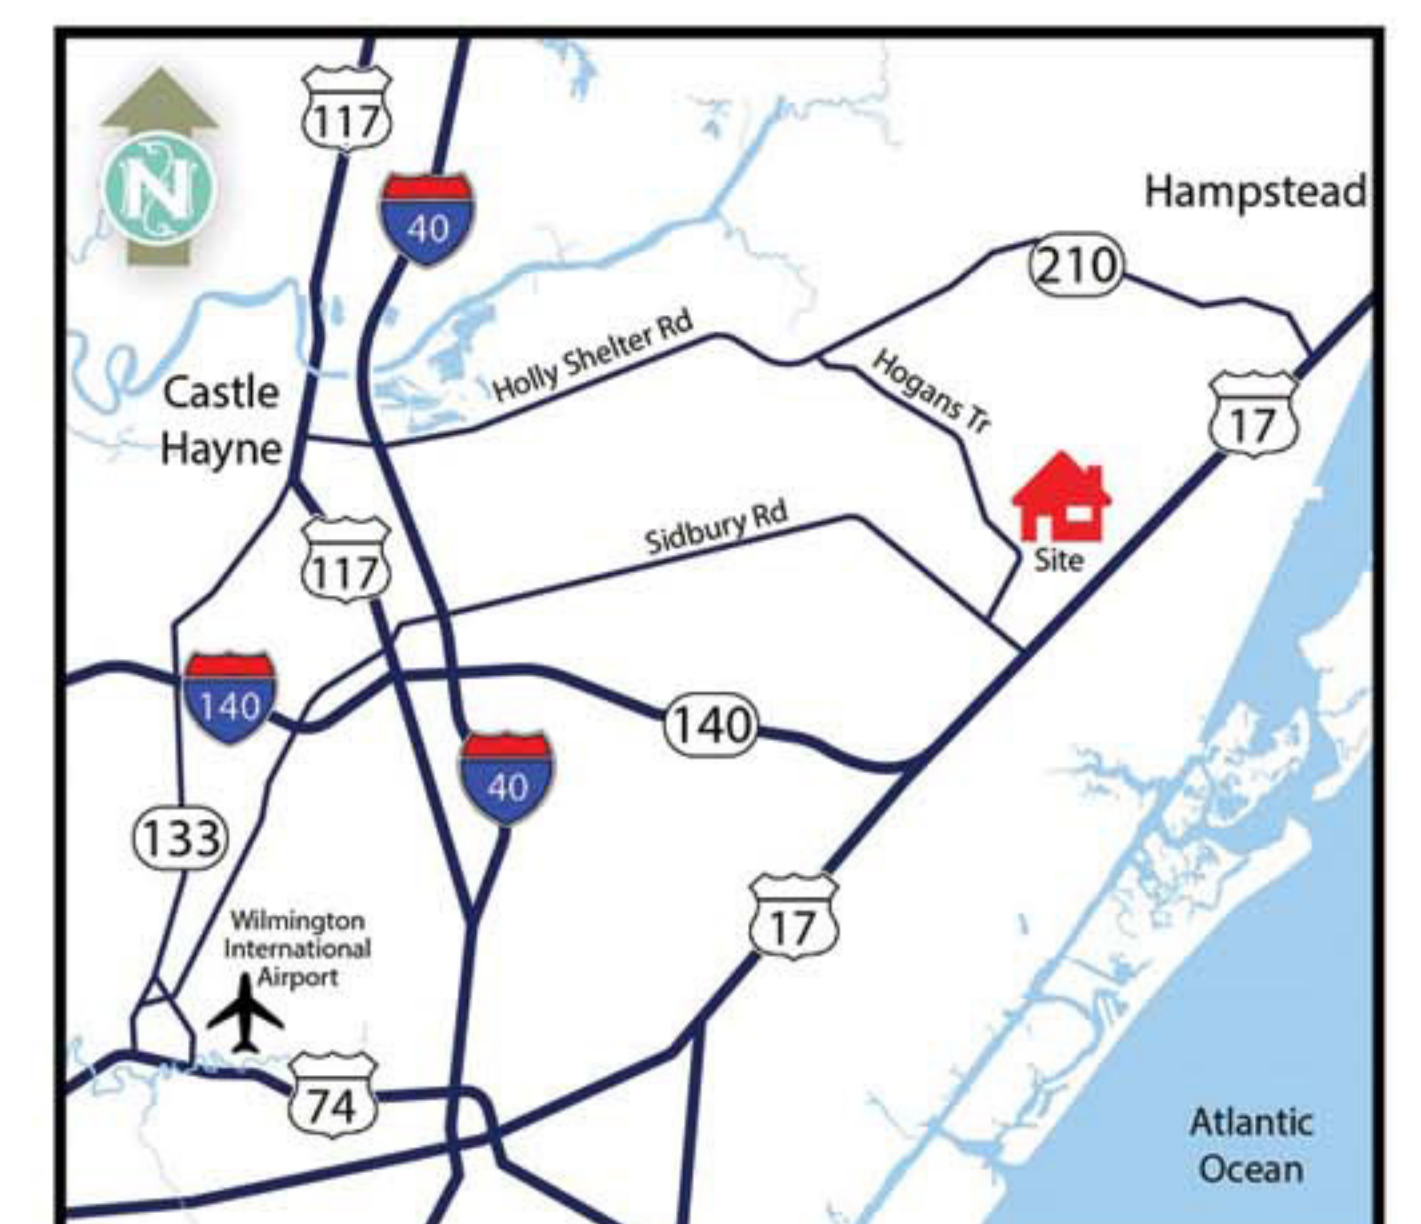 117
N
40
Hampstead
210
Holly Shelter Rd
Hogans Tr
Castle
Hayne
17
Sidbury Rd
Site
117
140
140
40
133
17
Wilmington
International
Airport
74
Atlantic
Ocean